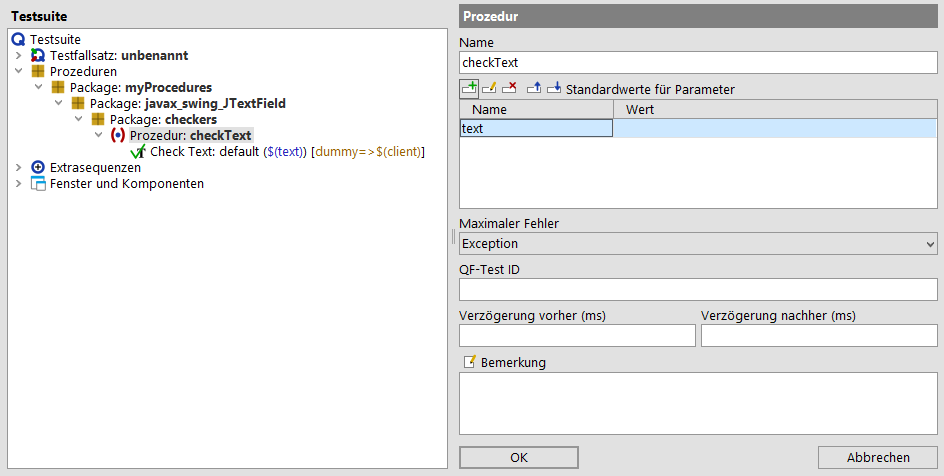 Testsuite
Testsuite
Testfallsatz: unbenannt
Prozeduren
Package: myProcedures
Package: javax_swing_JTextField
Package: checkers
Prozedur: checkText
Check Text: default ($(text)) [dummy=>$(client)]
Extrasequenzen
Fenster und Komponenten
Prozedur
Name
checkText
Standardwerte für Parameter
Name Wert
text
Maximaler Fehler
Exception
QF-Test ID
Verzögerung vorher (ms) Verzögerung nachher (ms)
Bemerkung
OK Abbrechen